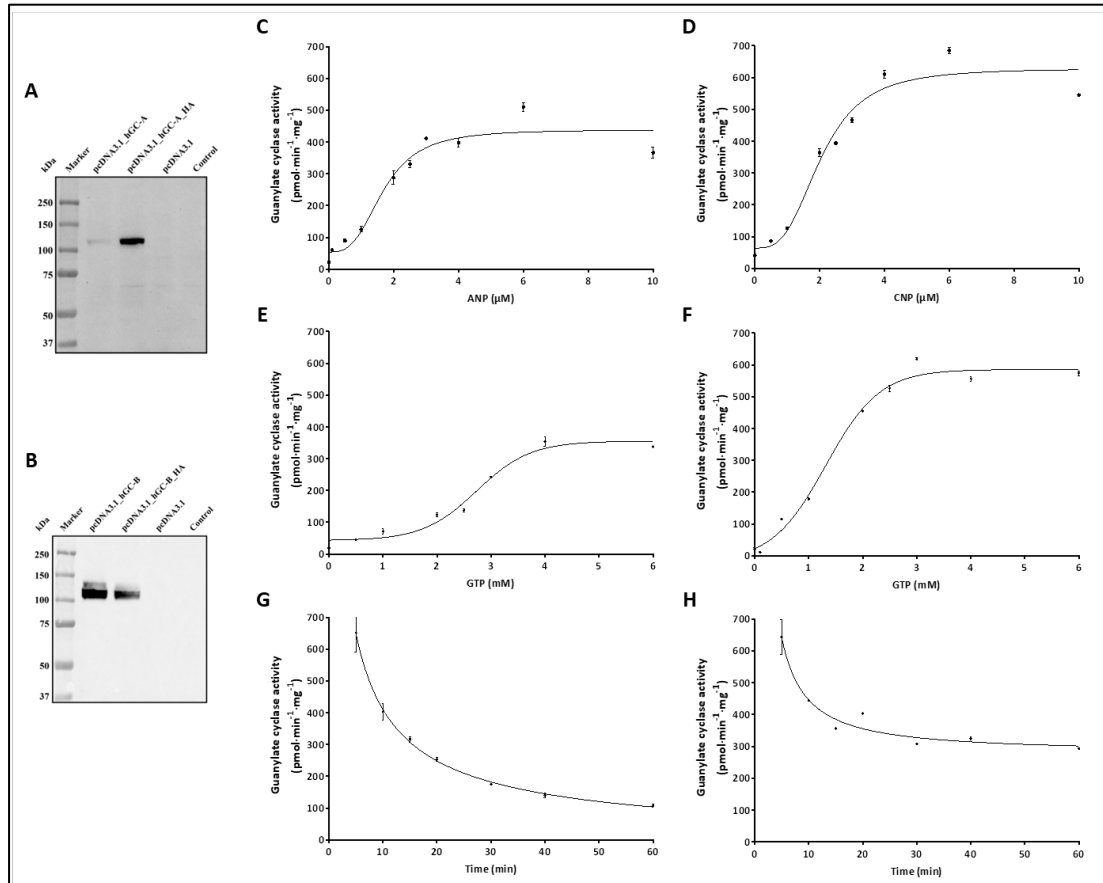 A
kDa
Marker
pcDNA3.1_hGC-A
pcDNA3.1_hGC-A_HA
pcDNA3.1
Control
250
150
100
75
50
37
B
kDa
Marker
pcDNA3.1_hGC-B
pcDNA3.1_hGC-B_HA
pcDNA3.1
Control
250
150
100
75
50
37
C
Guanylate cyclase activity
(pmol·min⁻¹·mg⁻¹)
700
600
500
400
300
200
100
0
0 2 4 6 8 10
ANP (µM)
D
Guanylate cyclase activity
(pmol·min⁻¹·mg⁻¹)
700
600
500
400
300
200
100
0
0 2 4 6 8 10
CNP (µM)
E
Guanylate cyclase activity
(pmol·min⁻¹·mg⁻¹)
700
600
500
400
300
200
100
0
0 1 2 3 4 5 6
GTP (mM)
F
Guanylate cyclase activity
(pmol·min⁻¹·mg⁻¹)
700
600
500
400
300
200
100
0
0 1 2 3 4 5 6
GTP (mM)
G
Guanylate cyclase activity
(pmol·min⁻¹·mg⁻¹)
700
600
500
400
300
200
100
0
0 10 20 30 40 50 60
Time (min)
H
Guanylate cyclase activity
(pmol·min⁻¹·mg⁻¹)
700
600
500
400
300
200
100
0
0 10 20 30 40 50 60
Time (min)